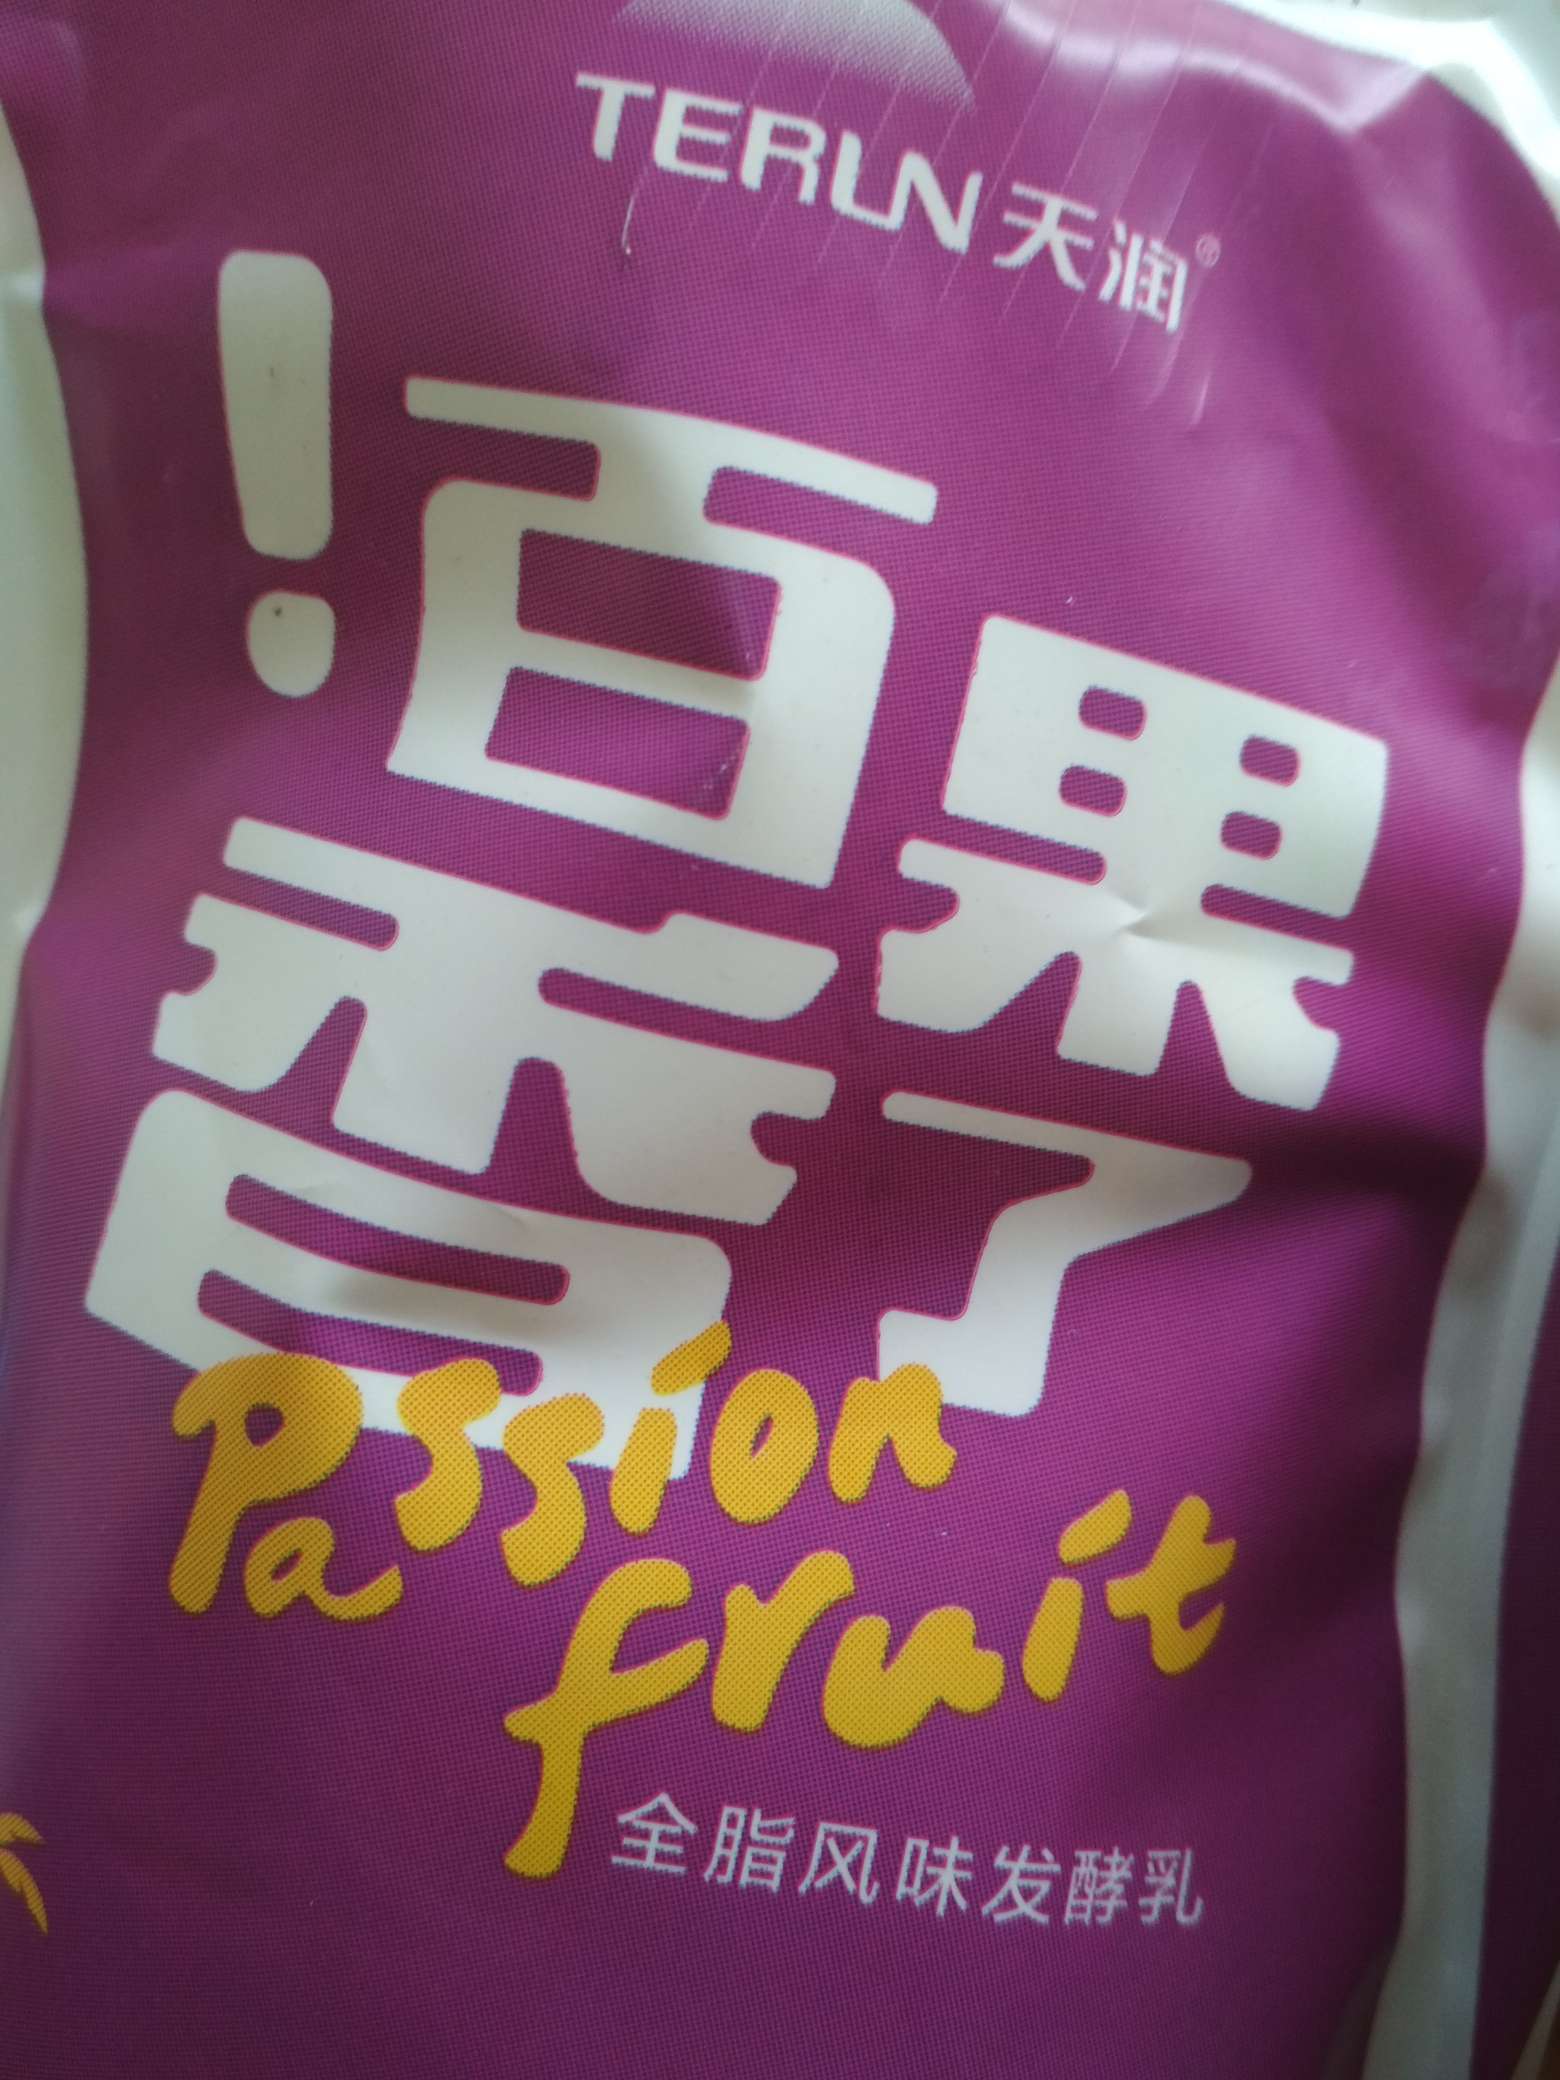 TERUN天润®
!百果
香了
Passion
fruit
全脂风味发酵乳